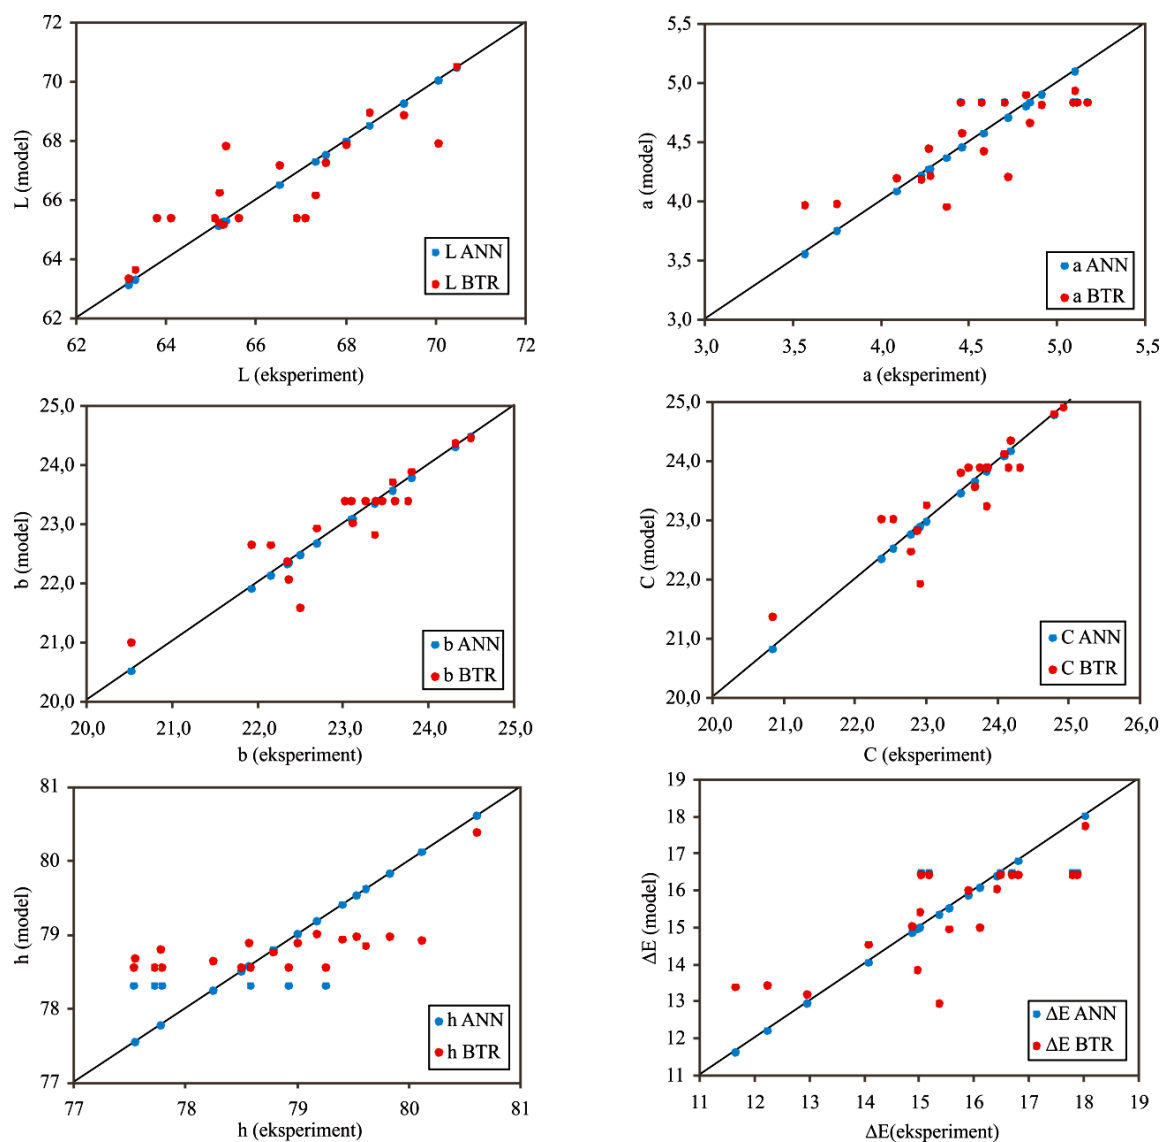 72
70
68
66
64
62
L (model)
62 64 66 68 70 72
L (eksperiment)
L ANN
L BTR
5,5
5,0
4,5
4,0
3,5
3,0
a (model)
3,0 3,5 4,0 4,5 5,0 5,5
a (eksperiment)
a ANN
a BTR
25,0
24,0
23,0
22,0
21,0
20,0
b (model)
20,0 21,0 22,0 23,0 24,0 25,0
b (eksperiment)
b ANN
b BTR
25,0
24,0
23,0
22,0
21,0
20,0
C (model)
20,0 21,0 22,0 23,0 24,0 25,0 26,0
C (eksperiment)
C ANN
C BTR
81
80
79
78
77
h (model)
77 78 79 80 81
h (eksperiment)
h ANN
h BTR
19
18
17
16
15
14
13
12
11
ΔE (model)
11 12 13 14 15 16 17 18 19
ΔE(eksperiment)
ΔE ANN
ΔE BTR